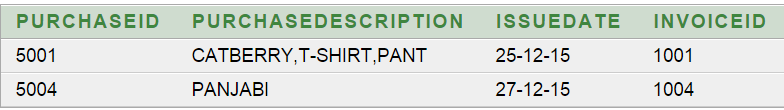 PURCHASEID PURCHASEDESCRIPTION ISSUEDATE INVOICEID
5001 CATBERRY,T-SHIRT,PANT 25-12-15 1001
5004 PANJABI 27-12-15 1004